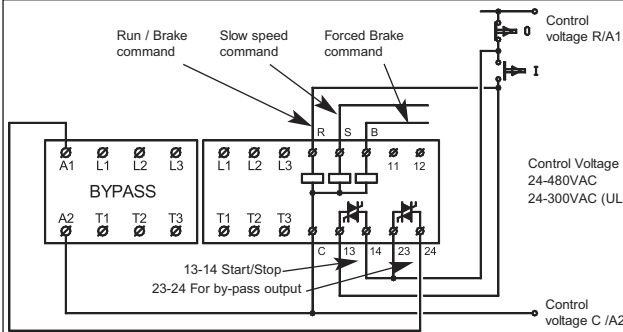 Run / Brake
command
Slow speed
command
Forced Brake
command
Control
voltage R/A1
O
I
R S B
A1 L1 L2 L3
L1 L2 L3 11 12
BYPASS
A2 T1 T2 T3
T1 T2 T3
C 13 14 23 24
Control Voltage
24-480VAC
24-300VAC (UL
13-14 Start/Stop
23-24 For by-pass output
Control
voltage C /A2